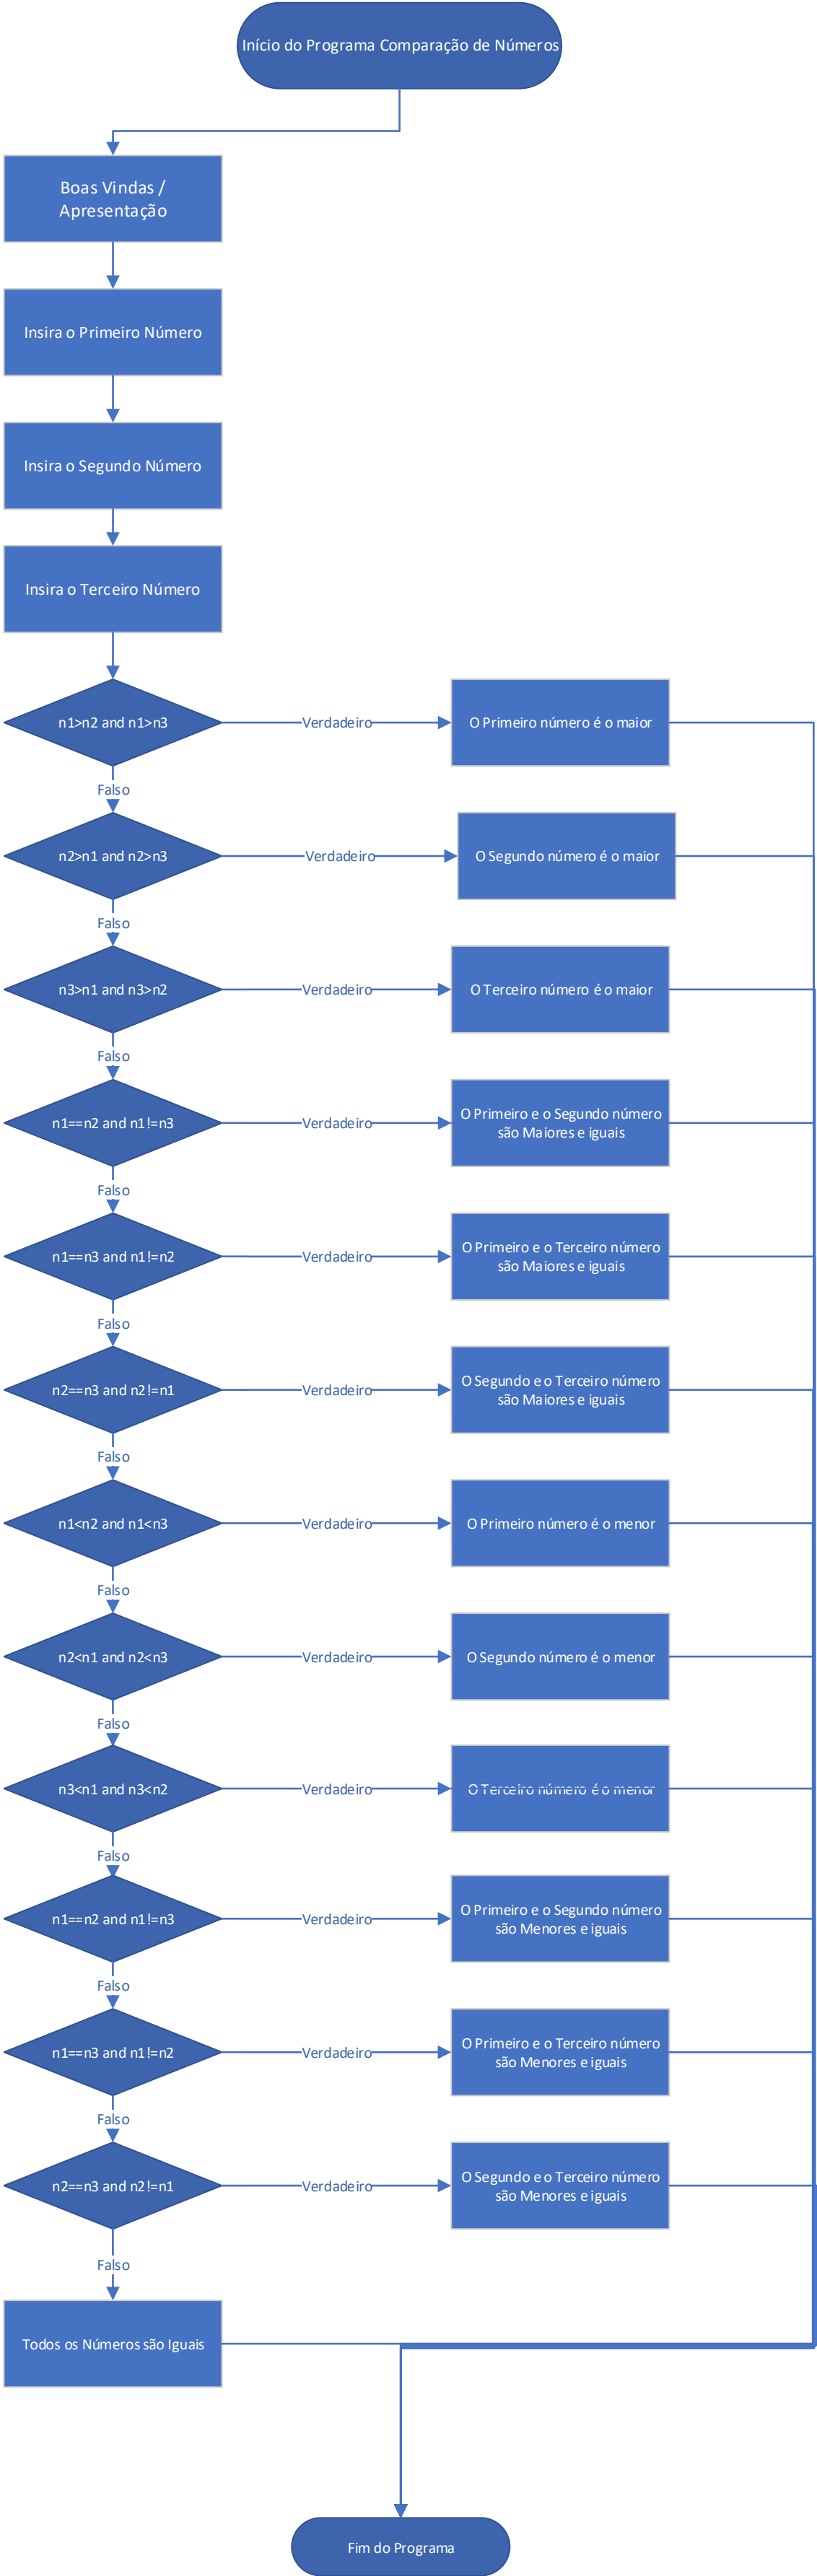 Início do Programa Comparação de Números
Boas Vindas /
Apresentação
Insira o Primeiro Número
Insira o Segundo Número
Insira o Terceiro Número
n1>n2 and n1>n3
Verdadeiro
O Primeiro número é o maior
Falso
n2>n1 and n2>n3
Verdadeiro
O Segundo número é o maior
Falso
n3>n1 and n3>n2
Verdadeiro
O Terceiro número é o maior
Falso
n1==n2 and n1!=n3
Verdadeiro
O Primeiro e o Segundo número
são Maiores e iguais
Falso
n1==n3 and n1!=n2
Verdadeiro
O Primeiro e o Terceiro número
são Maiores e iguais
Falso
n2==n3 and n2!=n1
Verdadeiro
O Segundo e o Terceiro número
são Maiores e iguais
Falso
n1<n2 and n1<n3
Verdadeiro
O Primeiro número é o menor
Falso
n2<n1 and n2<n3
Verdadeiro
O Segundo número é o menor
Falso
n3<n1 and n3<n2
Verdadeiro
O Terceiro número é o menor
Falso
n1==n2 and n1!=n3
Verdadeiro
O Primeiro e o Segundo número
são Menores e iguais
Falso
n1==n3 and n1!=n2
Verdadeiro
O Primeiro e o Terceiro número
são Menores e iguais
Falso
n2==n3 and n2!=n1
Verdadeiro
O Segundo e o Terceiro número
são Menores e iguais
Falso
Todos os Números são Iguais
Fim do Programa